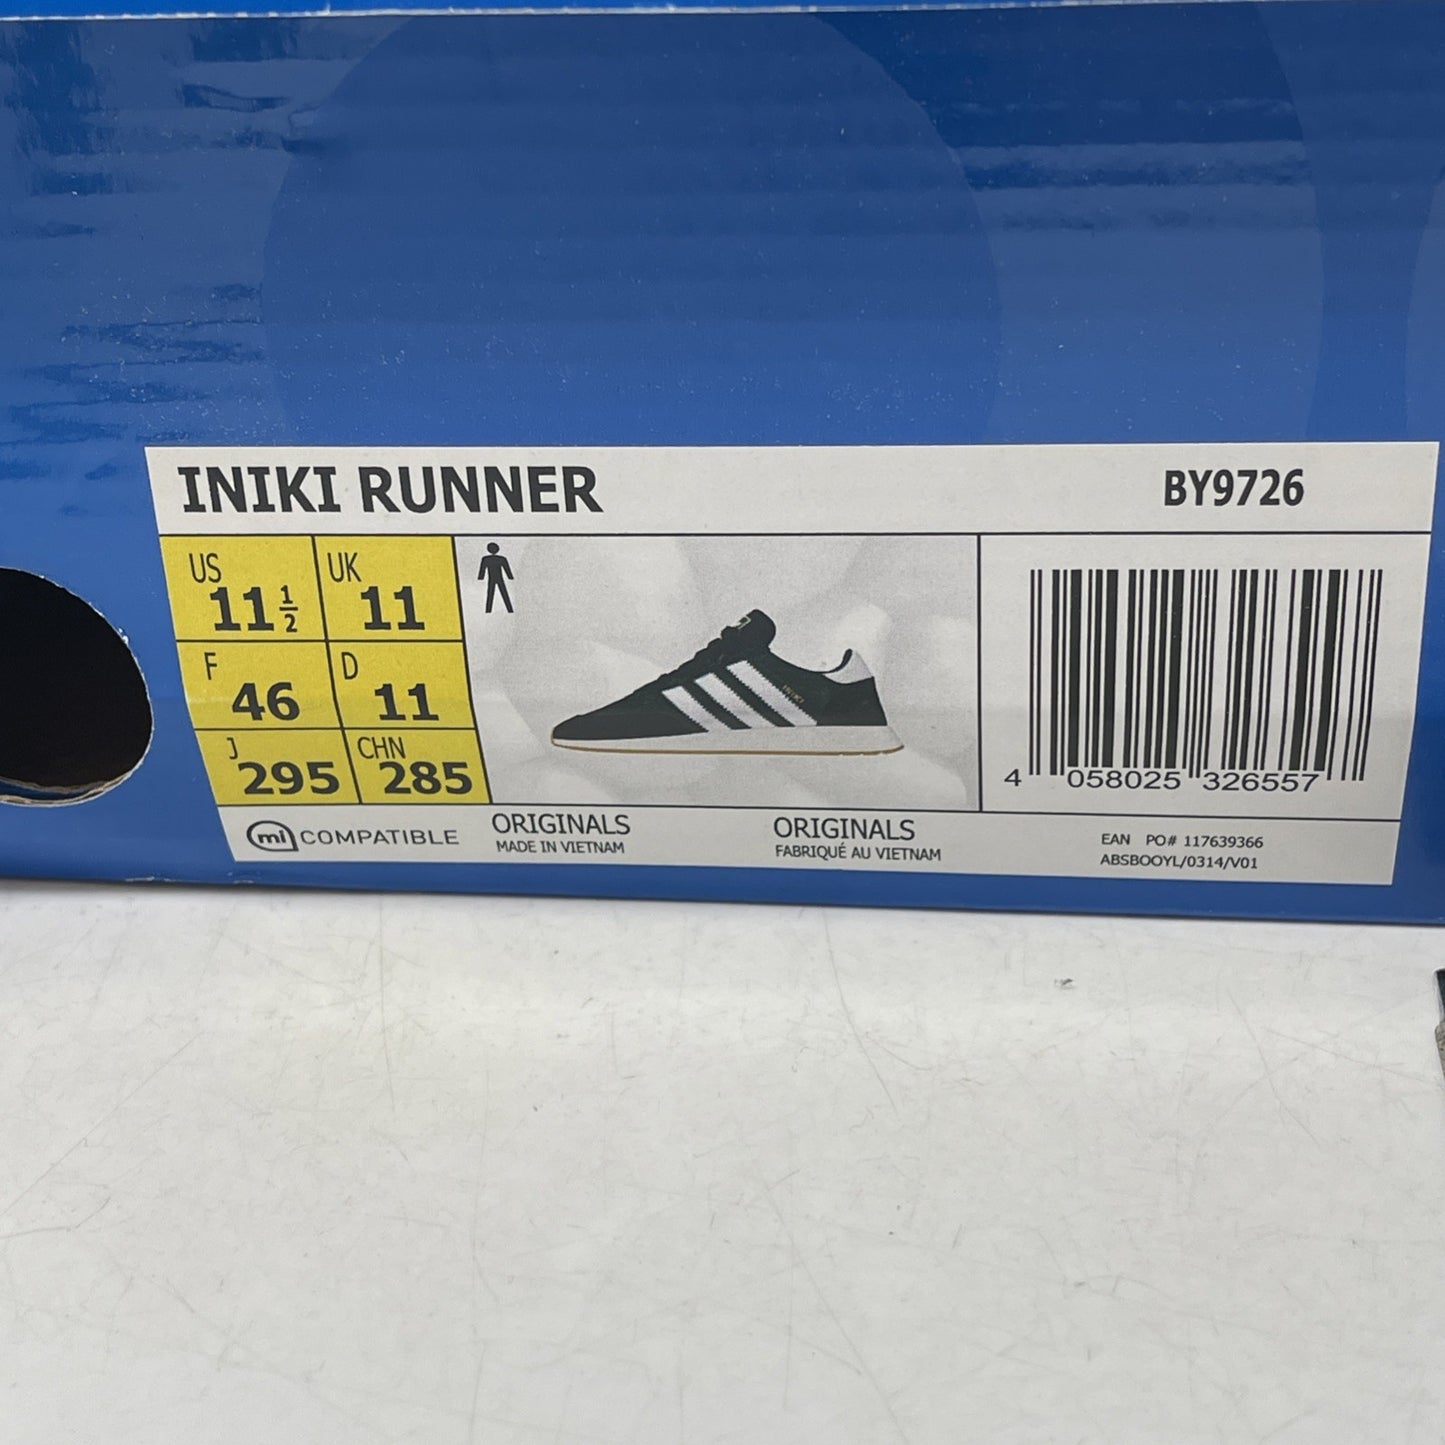 INIKI RUNNER BY9726
US 11 1/2 UK 11
F 46 D 11
J 295 CHN 285
4 058025 326557
mi COMPATIBLE
ORIGINALS
MADE IN VIETNAM
ORIGINALS
FABRIQUÉ AU VIETNAM
EAN PO# 117639366
ABSBOOYL/0314/V01